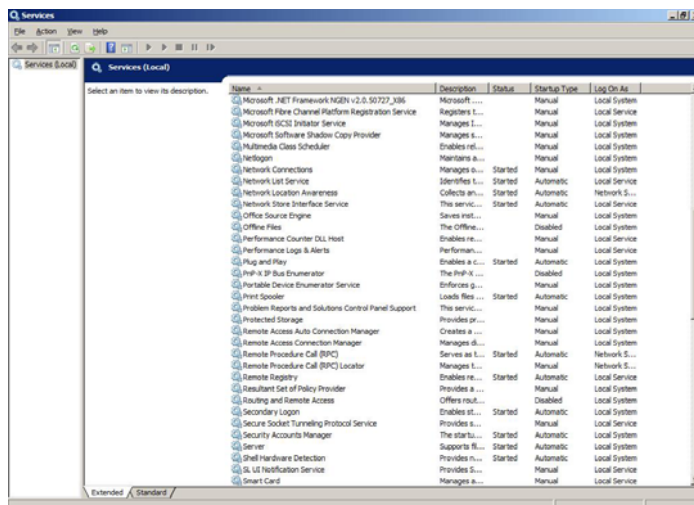 Services
File Action View Help
Services (Local)
Services (Local)
Select an item to view its description.
Name Description Status Startup Type Log On As
Microsoft .NET Framework NGEN v2.0.50727_X86 Microsoft .... Manual Local System
Microsoft Fibre Channel Platform Registration Service Registers t... Manual Local Service
Microsoft iSCSI Initiator Service Manages I... Manual Local System
Microsoft Software Shadow Copy Provider Manages s... Manual Local System
Multimedia Class Scheduler Enables rel... Manual Local System
Netlogon Maintains a... Manual Local System
Network Connections Manages o... Started Manual Local System
Network List Service Identifies t... Started Automatic Local Service
Network Location Awareness Collects an... Started Automatic Network S...
Network Store Interface Service This servic... Started Automatic Local Service
Office Source Engine Saves inst... Manual Local System
Offline Files The Offline... Disabled Local System
Performance Counter DLL Host Enables re... Manual Local Service
Performance Logs & Alerts Performan... Manual Local Service
Plug and Play Enables a c... Started Automatic Local System
PnP-X IP Bus Enumerator The PnP-X ... Disabled Local System
Portable Device Enumerator Service Enforces g... Manual Local System
Print Spooler Loads files ... Started Automatic Local System
Problem Reports and Solutions Control Panel Support This servic... Manual Local System
Protected Storage Provides pr... Manual Local System
Remote Access Auto Connection Manager Creates a ... Manual Local System
Remote Access Connection Manager Manages di... Manual Local System
Remote Procedure Call (RPC) Serves as t... Started Automatic Network S...
Remote Procedure Call (RPC) Locator Manages t... Manual Network S...
Remote Registry Enables re... Started Automatic Local Service
Resultant Set of Policy Provider Provides a ... Manual Local System
Routing and Remote Access Offers rout... Disabled Local System
Secondary Logon Enables st... Started Automatic Local System
Secure Socket Tunneling Protocol Service Provides s... Manual Local Service
Security Accounts Manager The startu... Started Automatic Local System
Server Supports fil... Started Automatic Local System
Shell Hardware Detection Provides n... Started Automatic Local System
SL UI Notification Service Provides S... Manual Local Service
Smart Card Manages a... Manual Local Service
Extended Standard